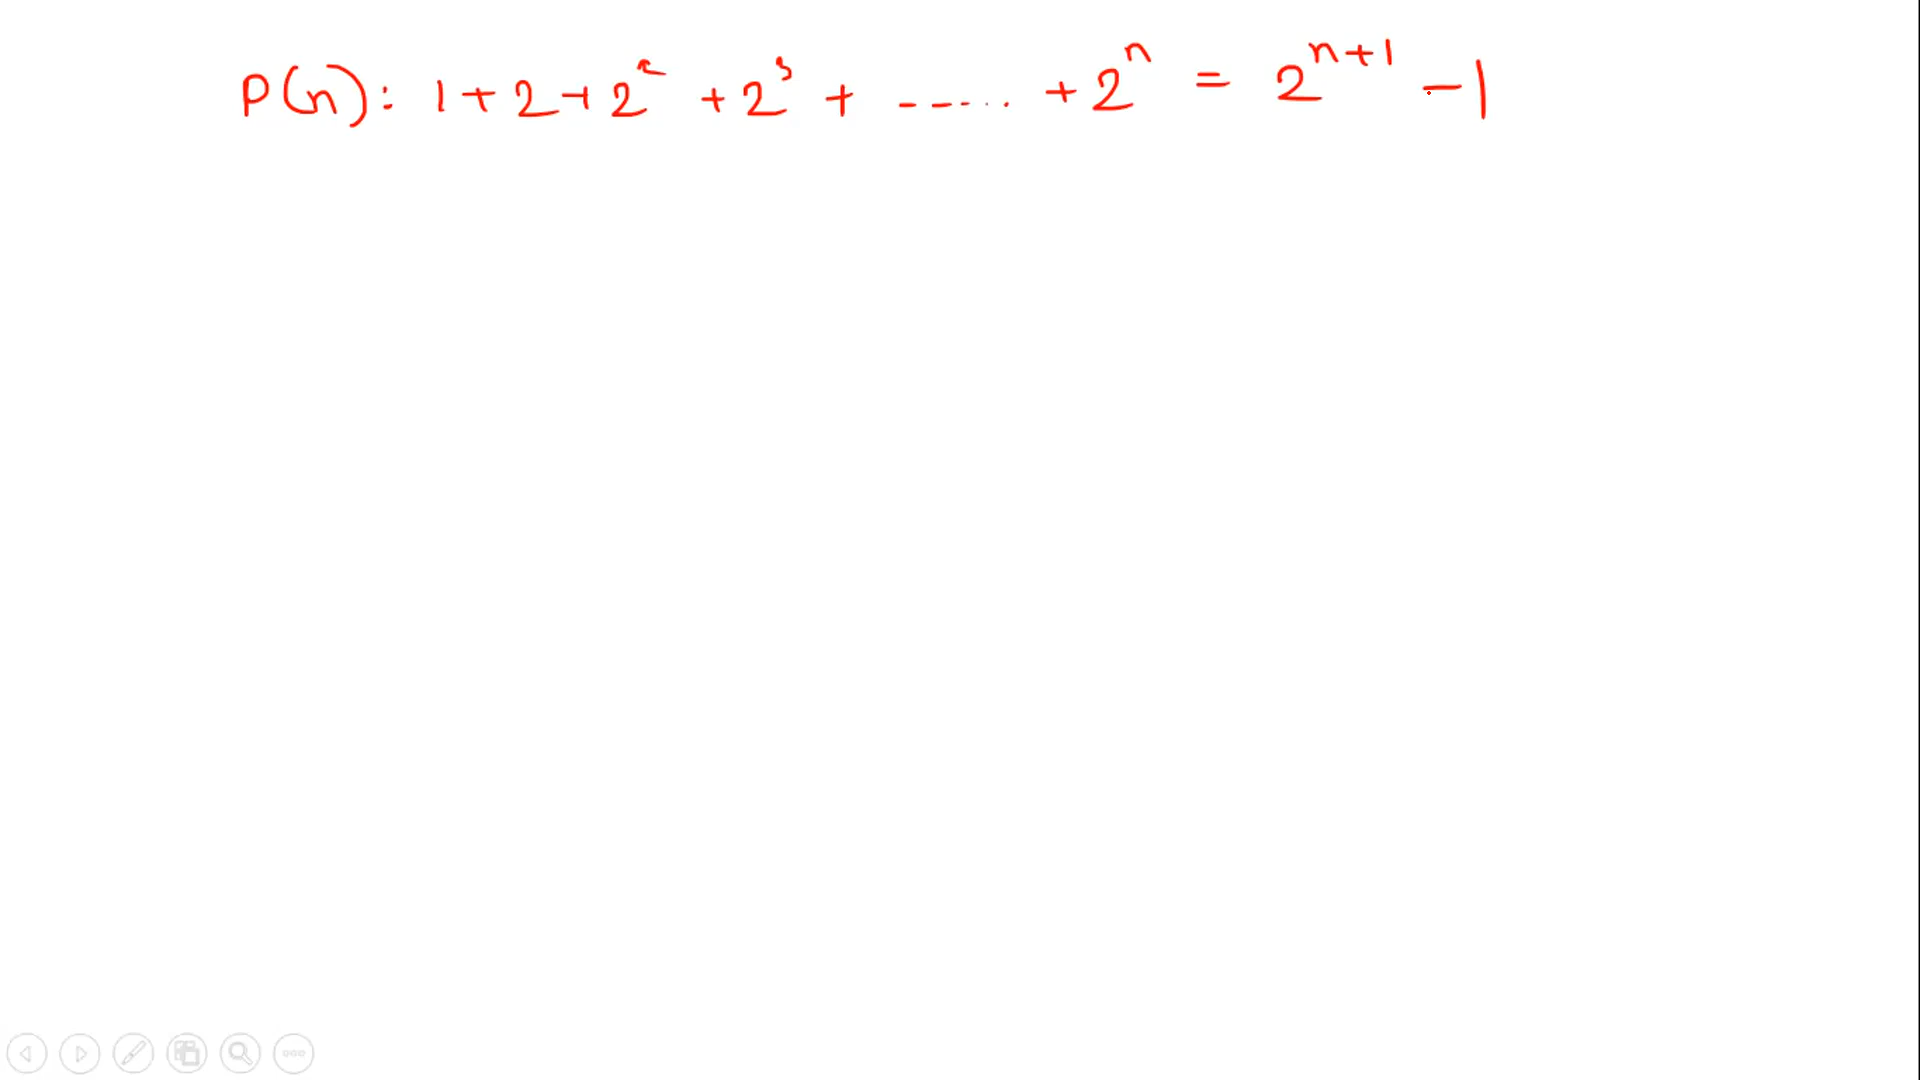 P(n): 1 + 2 + 2² + 2³ + ----... + 2ⁿ = 2ⁿ⁺¹ - 1